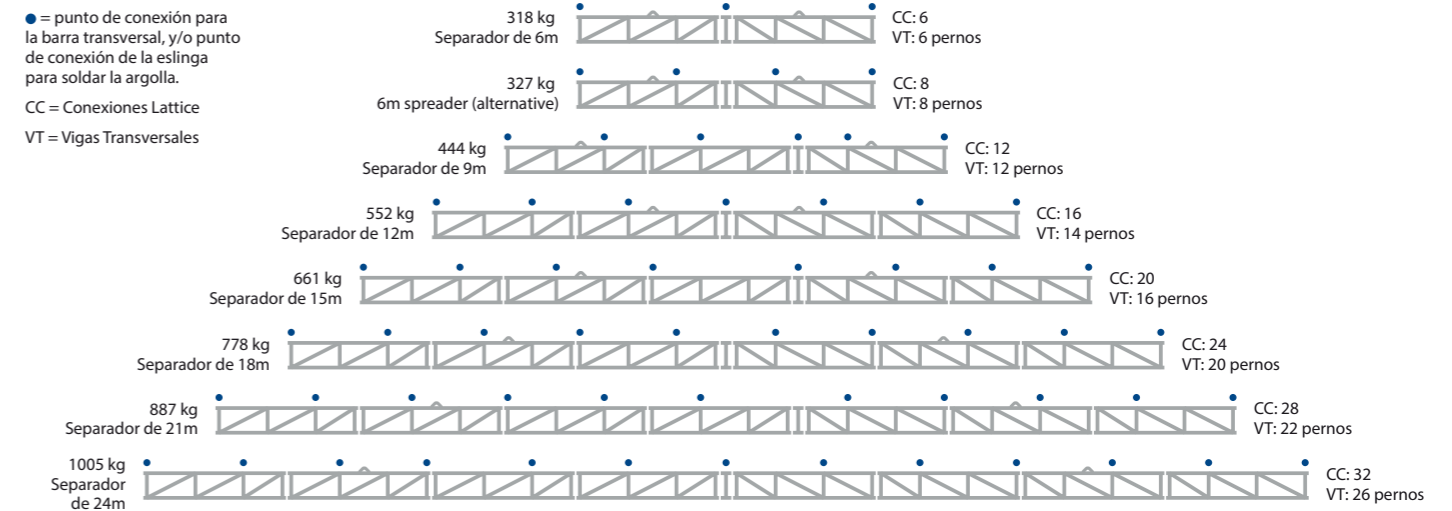 ● = punto de conexión para
la barra transversal, y/o punto
de conexión de la eslinga
para soldar la argolla.
CC = Conexiones Lattice
VT = Vigas Transversales
318 kg
Separador de 6m
CC: 6
VT: 6 pernos
327 kg
6m spreader (alternative)
CC: 8
VT: 8 pernos
444 kg
Separador de 9m
CC: 12
VT: 12 pernos
552 kg
Separador de 12m
CC: 16
VT: 14 pernos
661 kg
Separador de 15m
CC: 20
VT: 16 pernos
778 kg
Separador de 18m
CC: 24
VT: 20 pernos
887 kg
Separador de 21m
CC: 28
VT: 22 pernos
1005 kg
Separador
de 24m
CC: 32
VT: 26 pernos